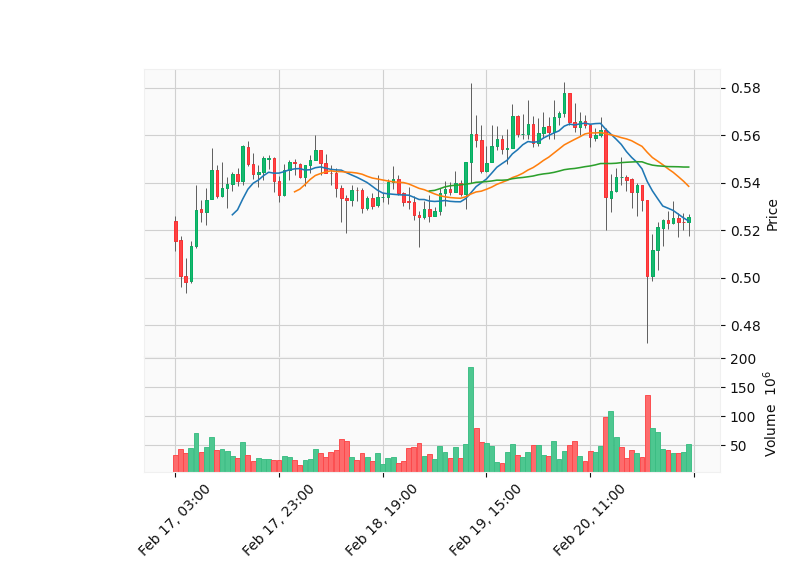 0.58
0.56
0.54
0.52
0.50
0.48
Price
200
150
100
50
Volume 10⁶
Feb 17, 03:00
Feb 17, 23:00
Feb 18, 19:00
Feb 19, 15:00
Feb 20, 11:00